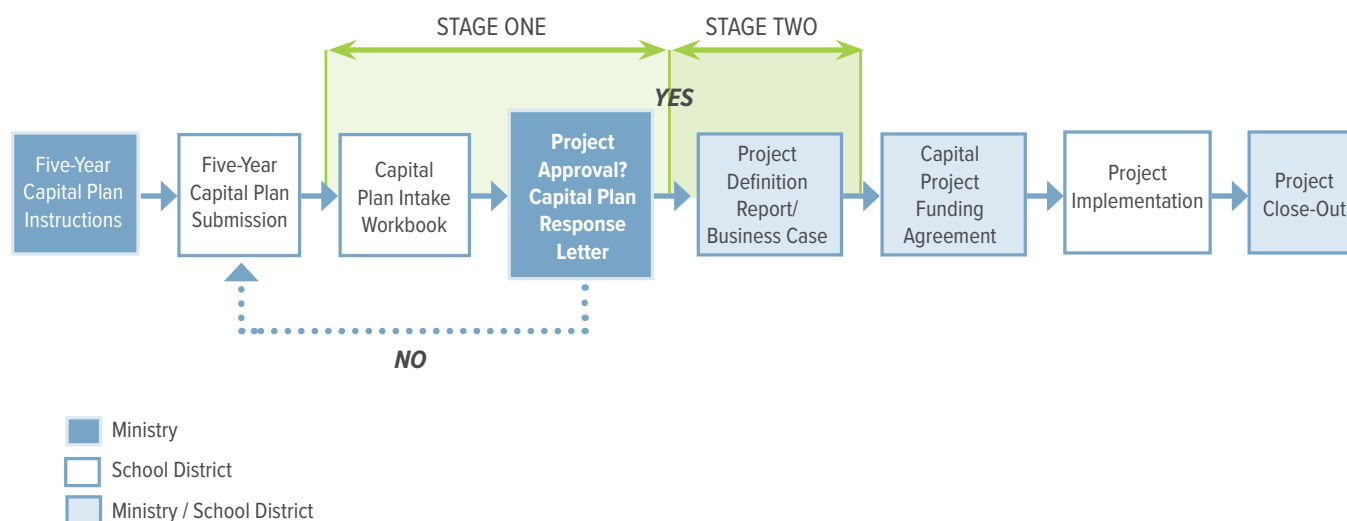 STAGE ONE
STAGE TWO
YES
Five-Year
Capital Plan
Instructions
Five-Year
Capital Plan
Submission
Capital
Plan Intake
Workbook
Project
Approval?
Capital Plan
Response
Letter
Project
Definition
Report/
Business Case
Capital
Project
Funding
Agreement
Project
Implementation
Project
Close-Out
NO
Ministry
School District
Ministry / School District